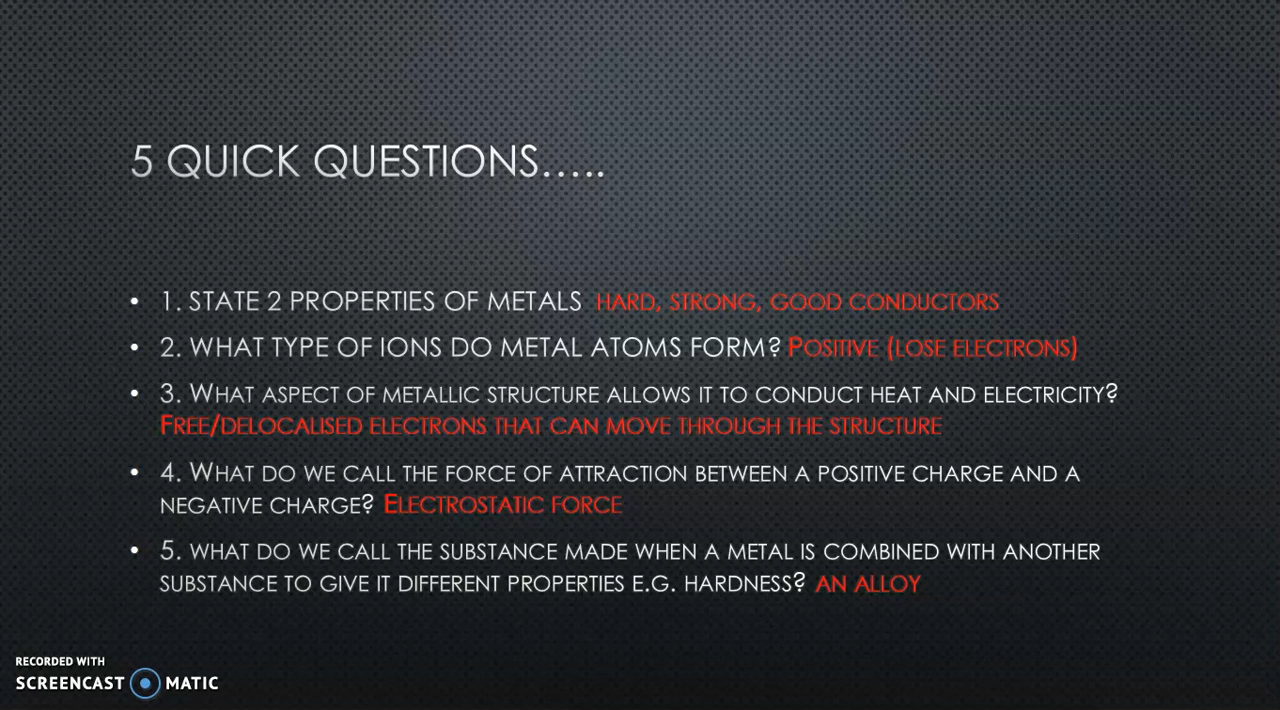 5 QUICK QUESTIONS.....
• 1. STATE 2 PROPERTIES OF METALS HARD, STRONG, GOOD CONDUCTORS
• 2. WHAT TYPE OF IONS DO METAL ATOMS FORM? POSITIVE (LOSE ELECTRONS)
• 3. WHAT ASPECT OF METALLIC STRUCTURE ALLOWS IT TO CONDUCT HEAT AND ELECTRICITY?
FREE/DELOCALISED ELECTRONS THAT CAN MOVE THROUGH THE STRUCTURE
• 4. WHAT DO WE CALL THE FORCE OF ATTRACTION BETWEEN A POSITIVE CHARGE AND A
NEGATIVE CHARGE? ELECTROSTATIC FORCE
• 5. WHAT DO WE CALL THE SUBSTANCE MADE WHEN A METAL IS COMBINED WITH ANOTHER
SUBSTANCE TO GIVE IT DIFFERENT PROPERTIES E.G. HARDNESS? AN ALLOY
RECORDED WITH
SCREENCAST MATIC